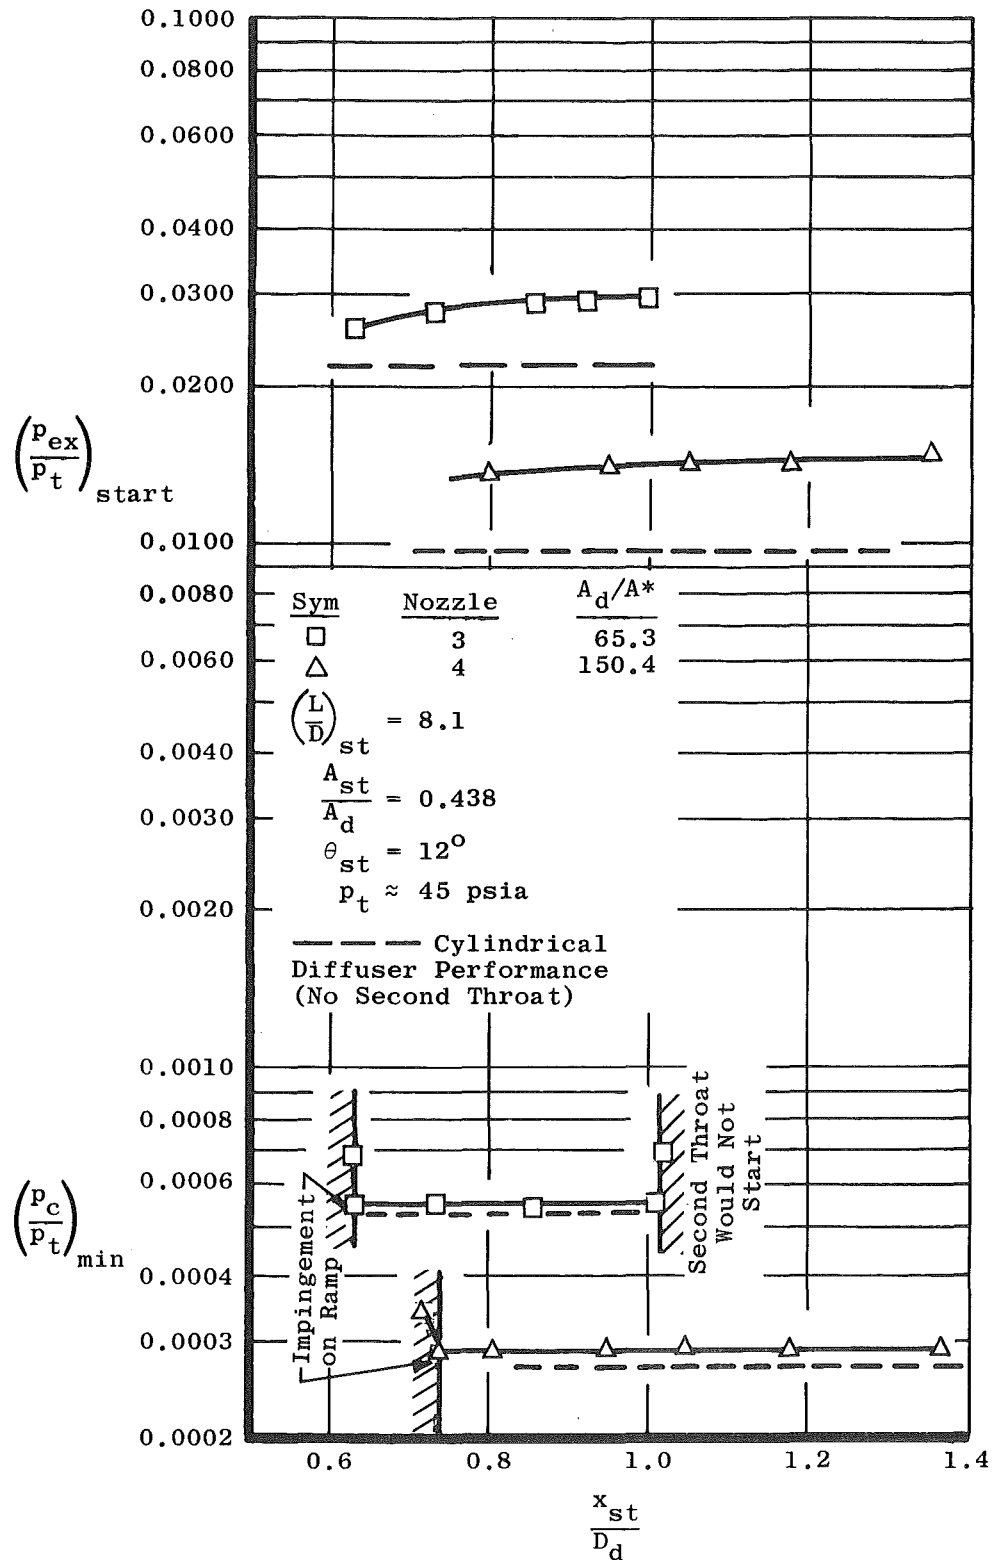 0.1000
0.0800
0.0600
0.0400
0.0300
0.0200
(p_ex/p_t)_start
0.0100
0.0080
0.0060
0.0040
0.0030
0.0020
0.0010
0.0008
0.0006
(p_c/p_t)_min
0.0004
0.0003
0.0002
Sym Nozzle A_d/A*
□ 3 65.3
△ 4 150.4
(L/D)_st = 8.1
A_st/A_d = 0.438
θ_st = 12°
p_t ≈ 45 psia
— — — Cylindrical
Diffuser Performance
(No Second Throat)
Impingement
on Ramp
Second Throat
Would Not
Start
0.6 0.8 1.0 1.2 1.4
x_st/D_d